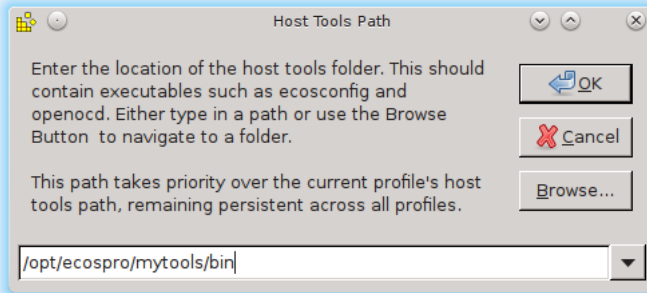 Host Tools Path
Enter the location of the host tools folder. This should
contain executables such as ecosconfig and
openocd. Either type in a path or use the Browse
Button  to navigate to a folder.
This path takes priority over the current profile's host
tools path, remaining persistent across all profiles.
OK
Cancel
Browse...
/opt/ecospro/mytools/bin